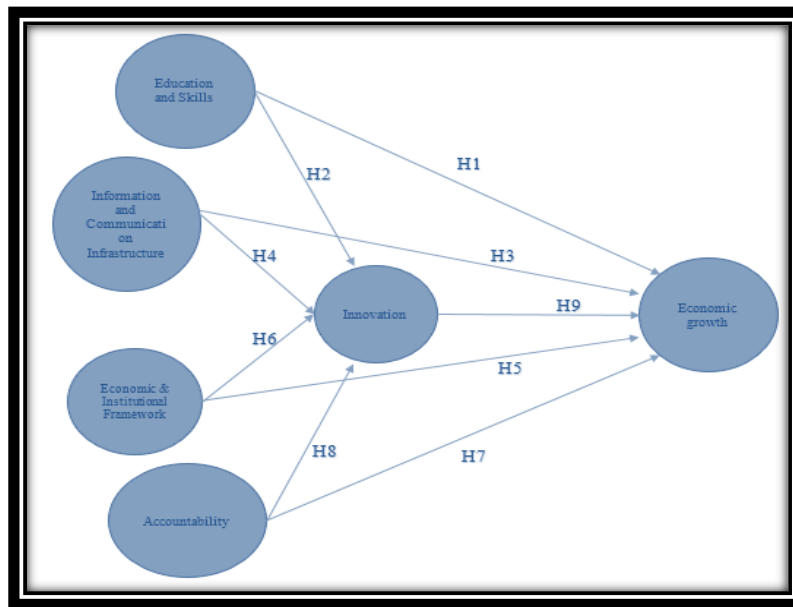 Education
and Skills
H1
H2
Information
and
Communicati
on
Infrastructure
H3
H4
Innovation
H9
Economic
growth
H6
H5
Economic &
Institutional
Framework
H8
H7
Accountability